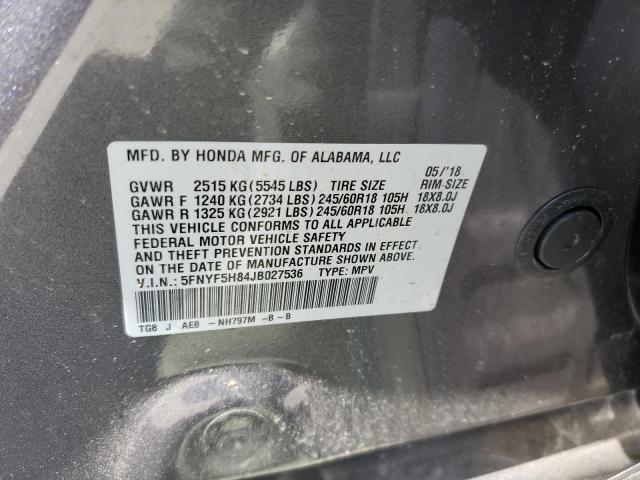 MFD. BY HONDA MFG. OF ALABAMA, LLC 05/'18
GVWR 2515 KG (5545 LBS) TIRE SIZE RIM SIZE
GAWR F 1240 KG (2734 LBS) 245/60R18 105H 18X8.0J
GAWR R 1325 KG (2921 LBS) 245/60R18 105H 18X8.0J
THIS VEHICLE CONFORMS TO ALL APPLICABLE
FEDERAL MOTOR VEHICLE SAFETY
AND THEFT PREVENTION STANDARDS IN EFFECT
ON THE DATE OF MANUFACTURE SHOWN ABOVE.
V.I.N.: 5FNYF5H84JB027536 TYPE: MPV
TG8 J AE8 - NH797M -B-B